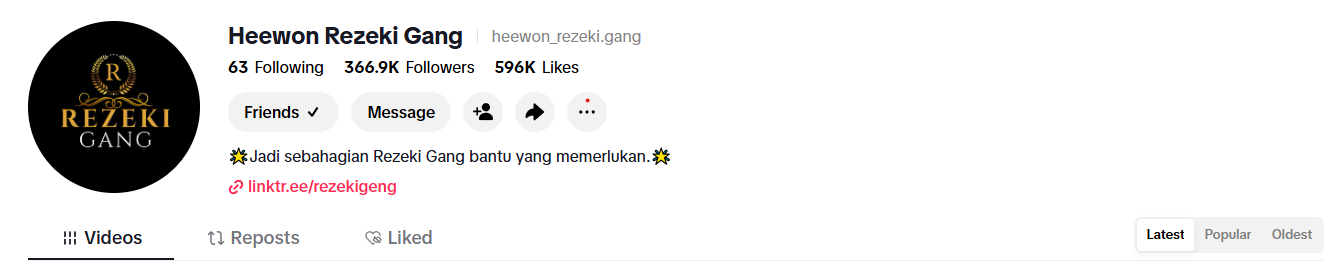 R
REZEKI
GANG
Heewon Rezeki Gang heewon_rezeki.gang
63 Following 366.9K Followers 596K Likes
Friends Message
🌟Jadi sebahagian Rezeki Gang bantu yang memerlukan.🌟
linktr.ee/rezekigeng
Videos Reposts Liked
Latest Popular Oldest